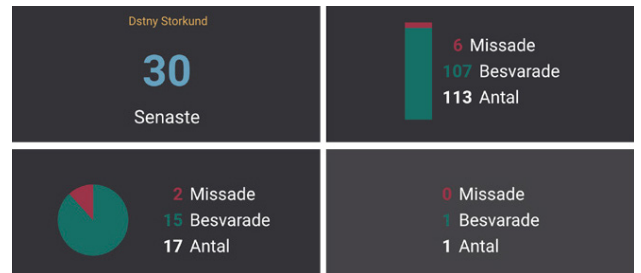 Dstny Storkund
30
Senaste
6 Missade
107 Besvarade
113 Antal
2 Missade
15 Besvarade
17 Antal
0 Missade
1 Besvarade
1 Antal